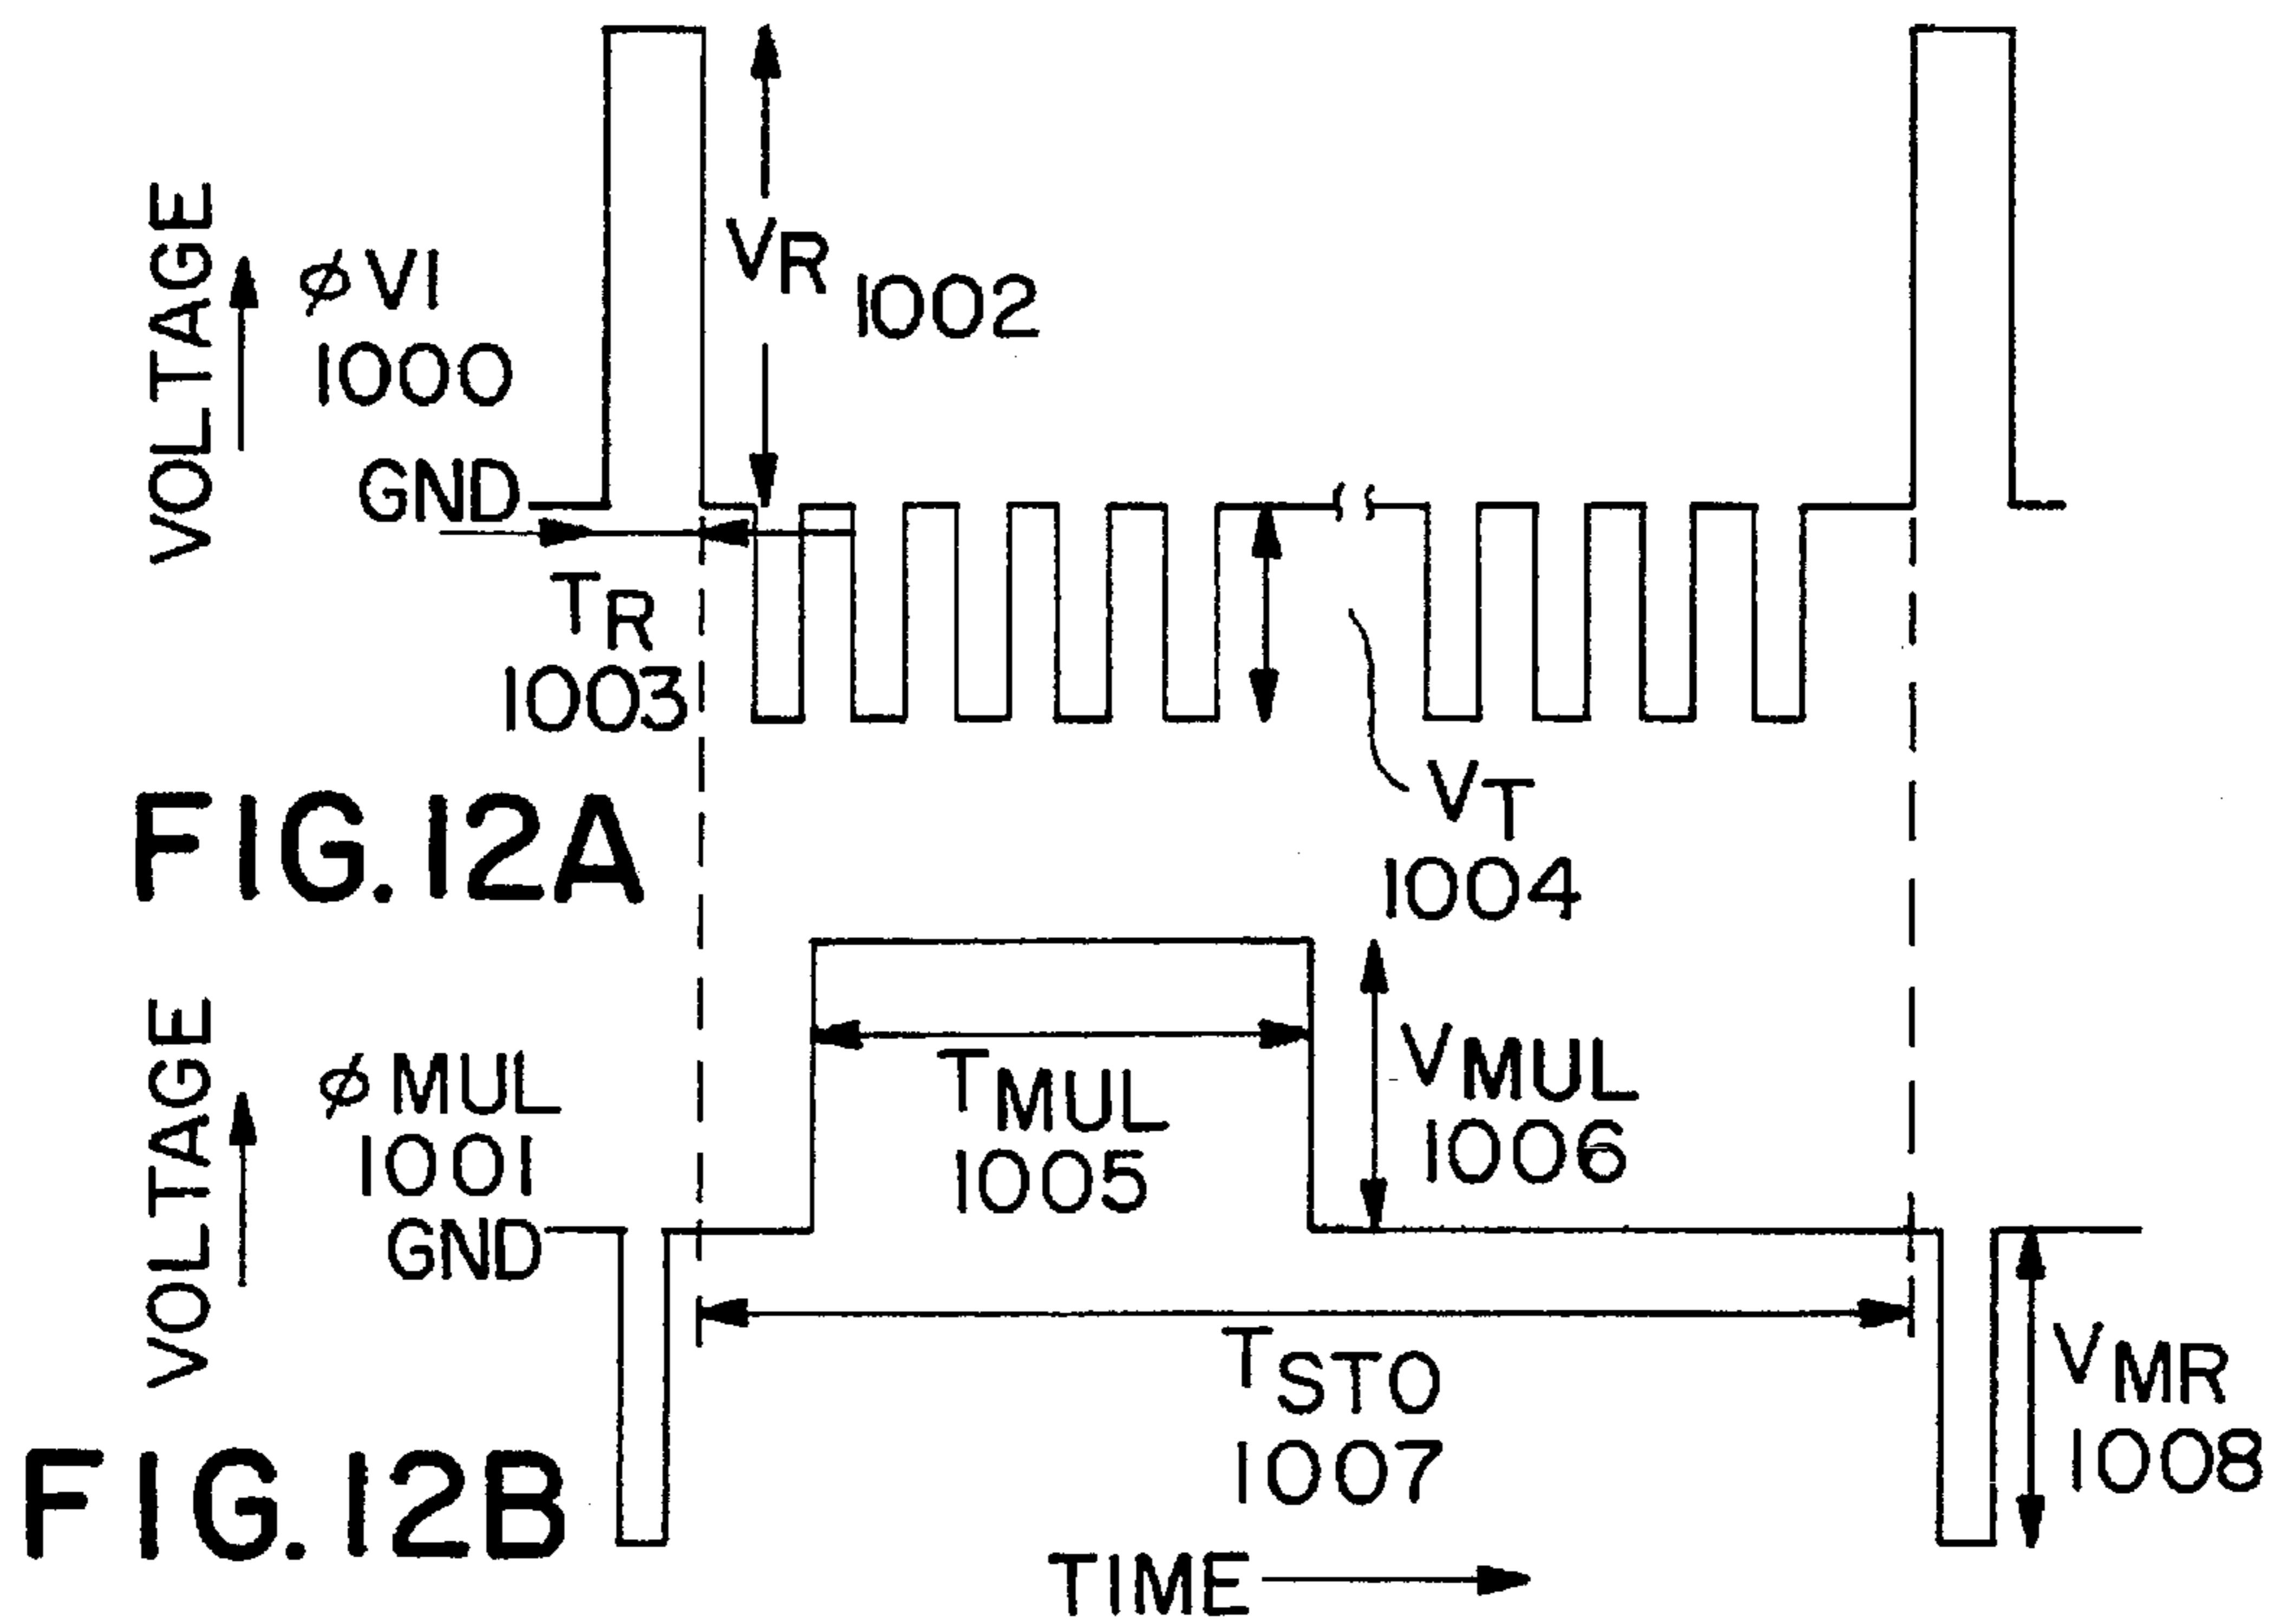 VOLTAGE
φV1
1000
GND
VR
1002
TR
1003
VT
1004
FIG.12A
VOLTAGE
φMUL
1001
GND
TMUL
1005
VMUL
1006
TSTO
1007
VMR
1008
FIG.12B
TIME